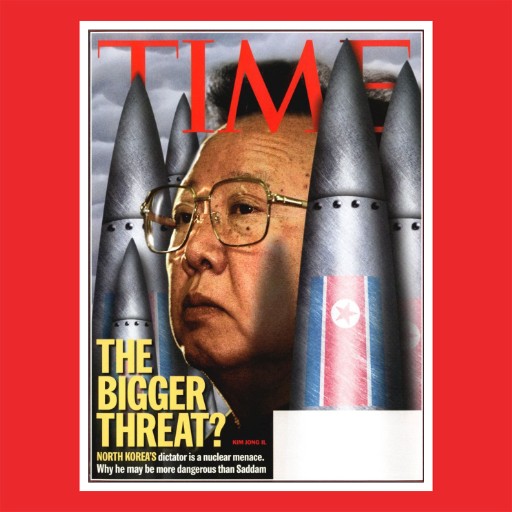 TIME
THE
BIGGER
THREAT?
KIM JONG IL
NORTH KOREA'S dictator is a nuclear menace.
Why he may be more dangerous than Saddam